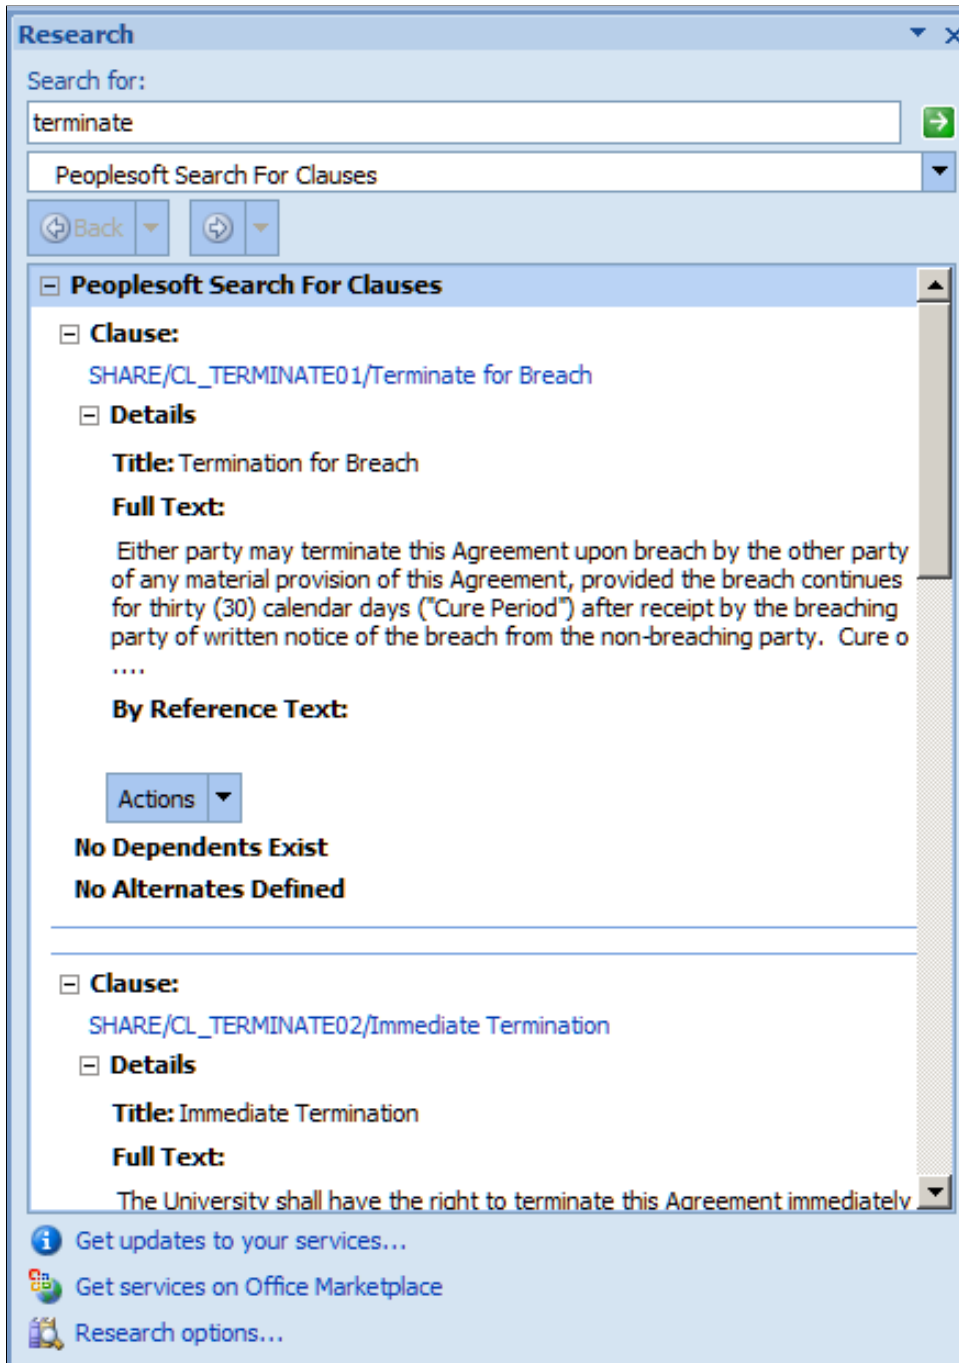 Research
Search for:
terminate
Peoplesoft Search For Clauses
Back
Peoplesoft Search For Clauses
Clause:
SHARE/CL_TERMINATE01/Terminate for Breach
Details
Title: Termination for Breach
Full Text:
Either party may terminate this Agreement upon breach by the other party
of any material provision of this Agreement, provided the breach continues
for thirty (30) calendar days ("Cure Period") after receipt by the breaching
party of written notice of the breach from the non-breaching party.  Cure o
....
By Reference Text:
Actions
No Dependents Exist
No Alternates Defined
Clause:
SHARE/CL_TERMINATE02/Immediate Termination
Details
Title: Immediate Termination
Full Text:
The University shall have the right to terminate this Agreement immediately
Get updates to your services...
Get services on Office Marketplace
Research options...